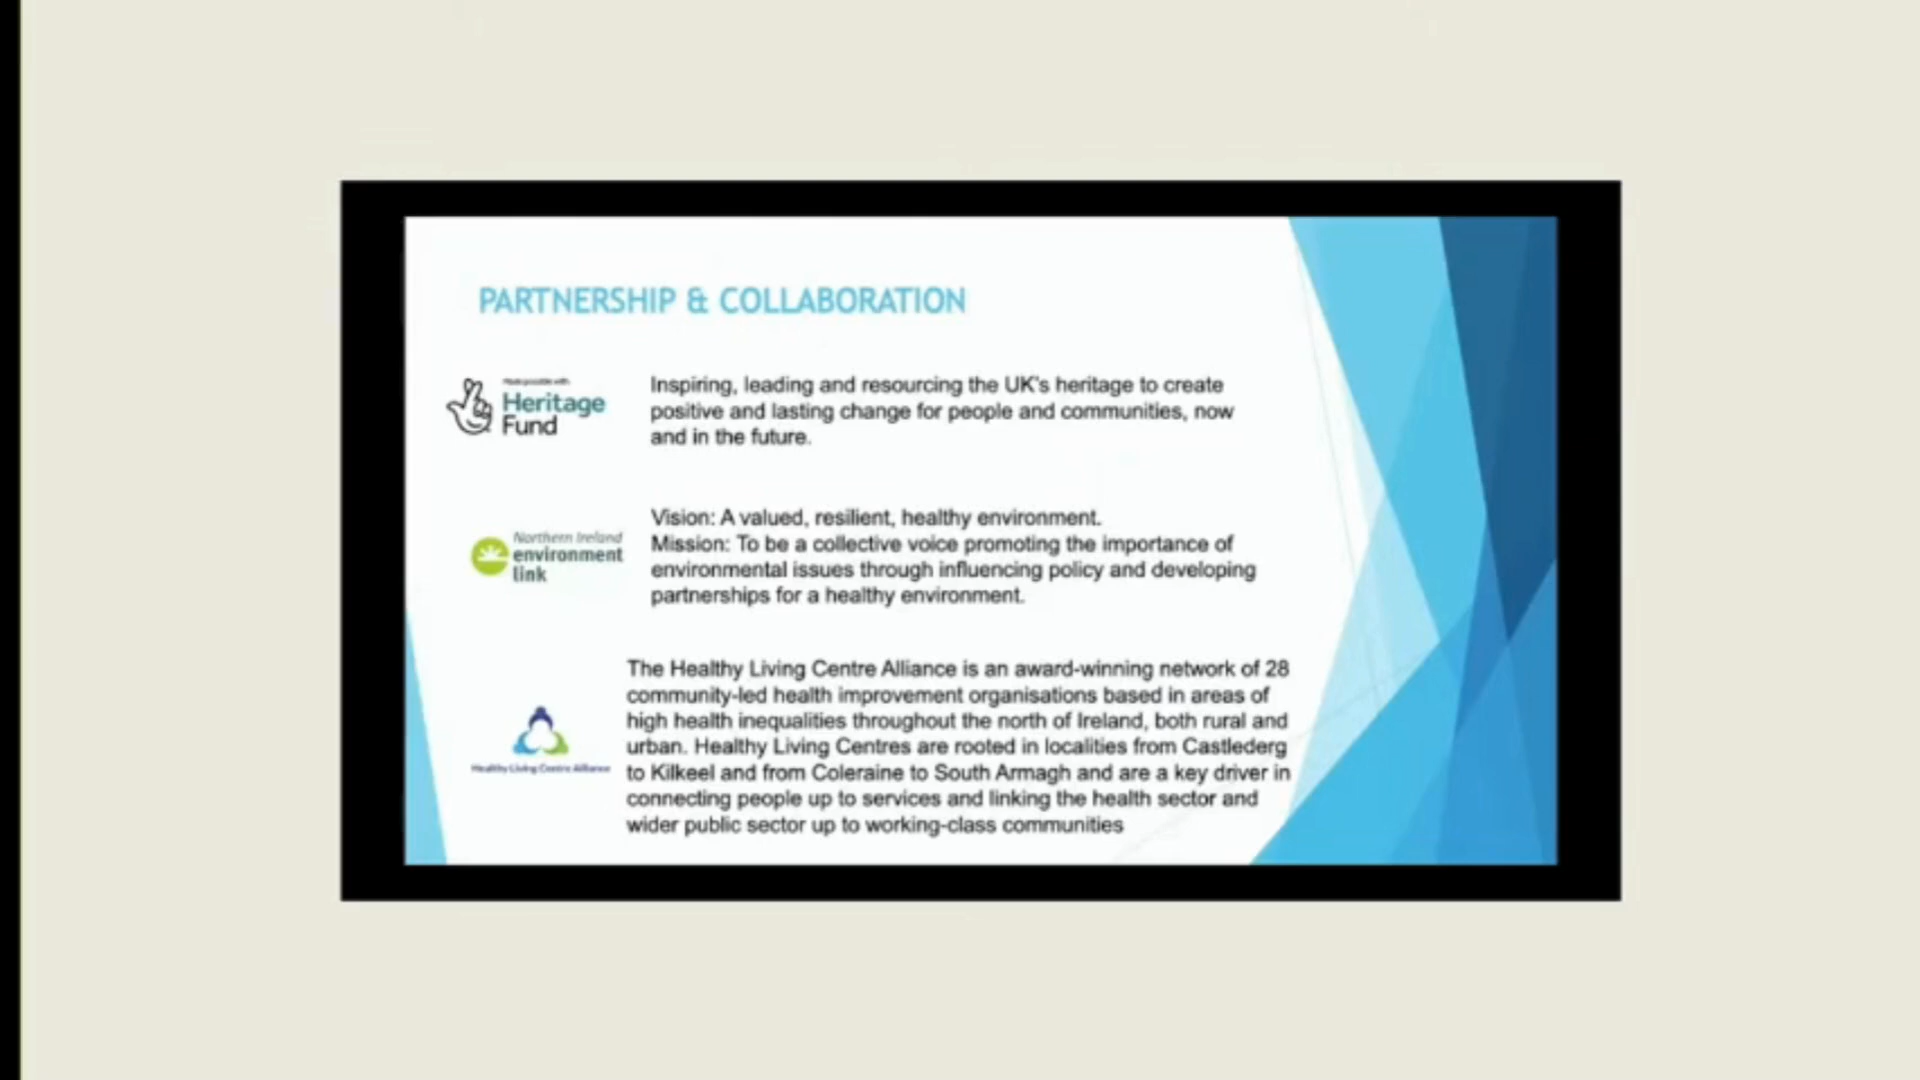 PARTNERSHIP & COLLABORATION
Heritage
Fund
Inspiring, leading and resourcing the UK's heritage to create
positive and lasting change for people and communities, now
and in the future.
Northern Ireland
environment
link
Vision: A valued, resilient, healthy environment.
Mission: To be a collective voice promoting the importance of
environmental issues through influencing policy and developing
partnerships for a healthy environment.
Healthy Living Centre Alliance
The Healthy Living Centre Alliance is an award-winning network of 28
community-led health improvement organisations based in areas of
high health inequalities throughout the north of Ireland, both rural and
urban. Healthy Living Centres are rooted in localities from Castlederg
to Kilkeel and from Coleraine to South Armagh and are a key driver in
connecting people up to services and linking the health sector and
wider public sector up to working-class communities